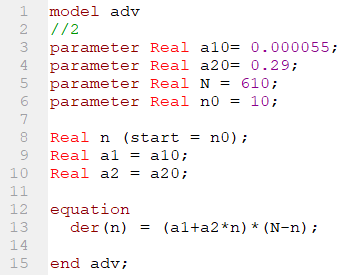 1 model adv
2 //2
3 parameter Real a10= 0.000055;
4 parameter Real a20= 0.29;
5 parameter Real N = 610;
6 parameter Real n0 = 10;
7
8 Real n (start = n0);
9 Real a1 = a10;
10 Real a2 = a20;
11
12 equation
13   der(n) = (a1+a2*n)*(N-n);
14
15 end adv;